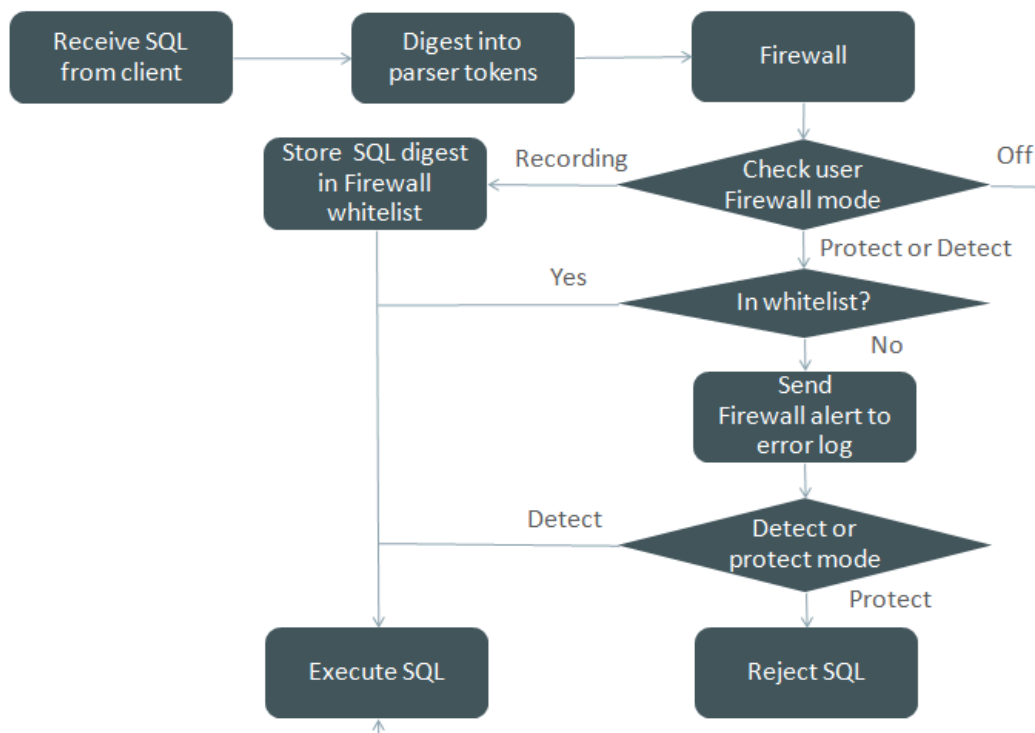 Receive SQL
from client
Digest into
parser tokens
Firewall
Store SQL digest
in Firewall
whitelist
Recording
Check user
Firewall mode
Off
Protect or Detect
Yes
In whitelist?
No
Send
Firewall alert to
error log
Detect
Detect or
protect mode
Protect
Execute SQL
Reject SQL